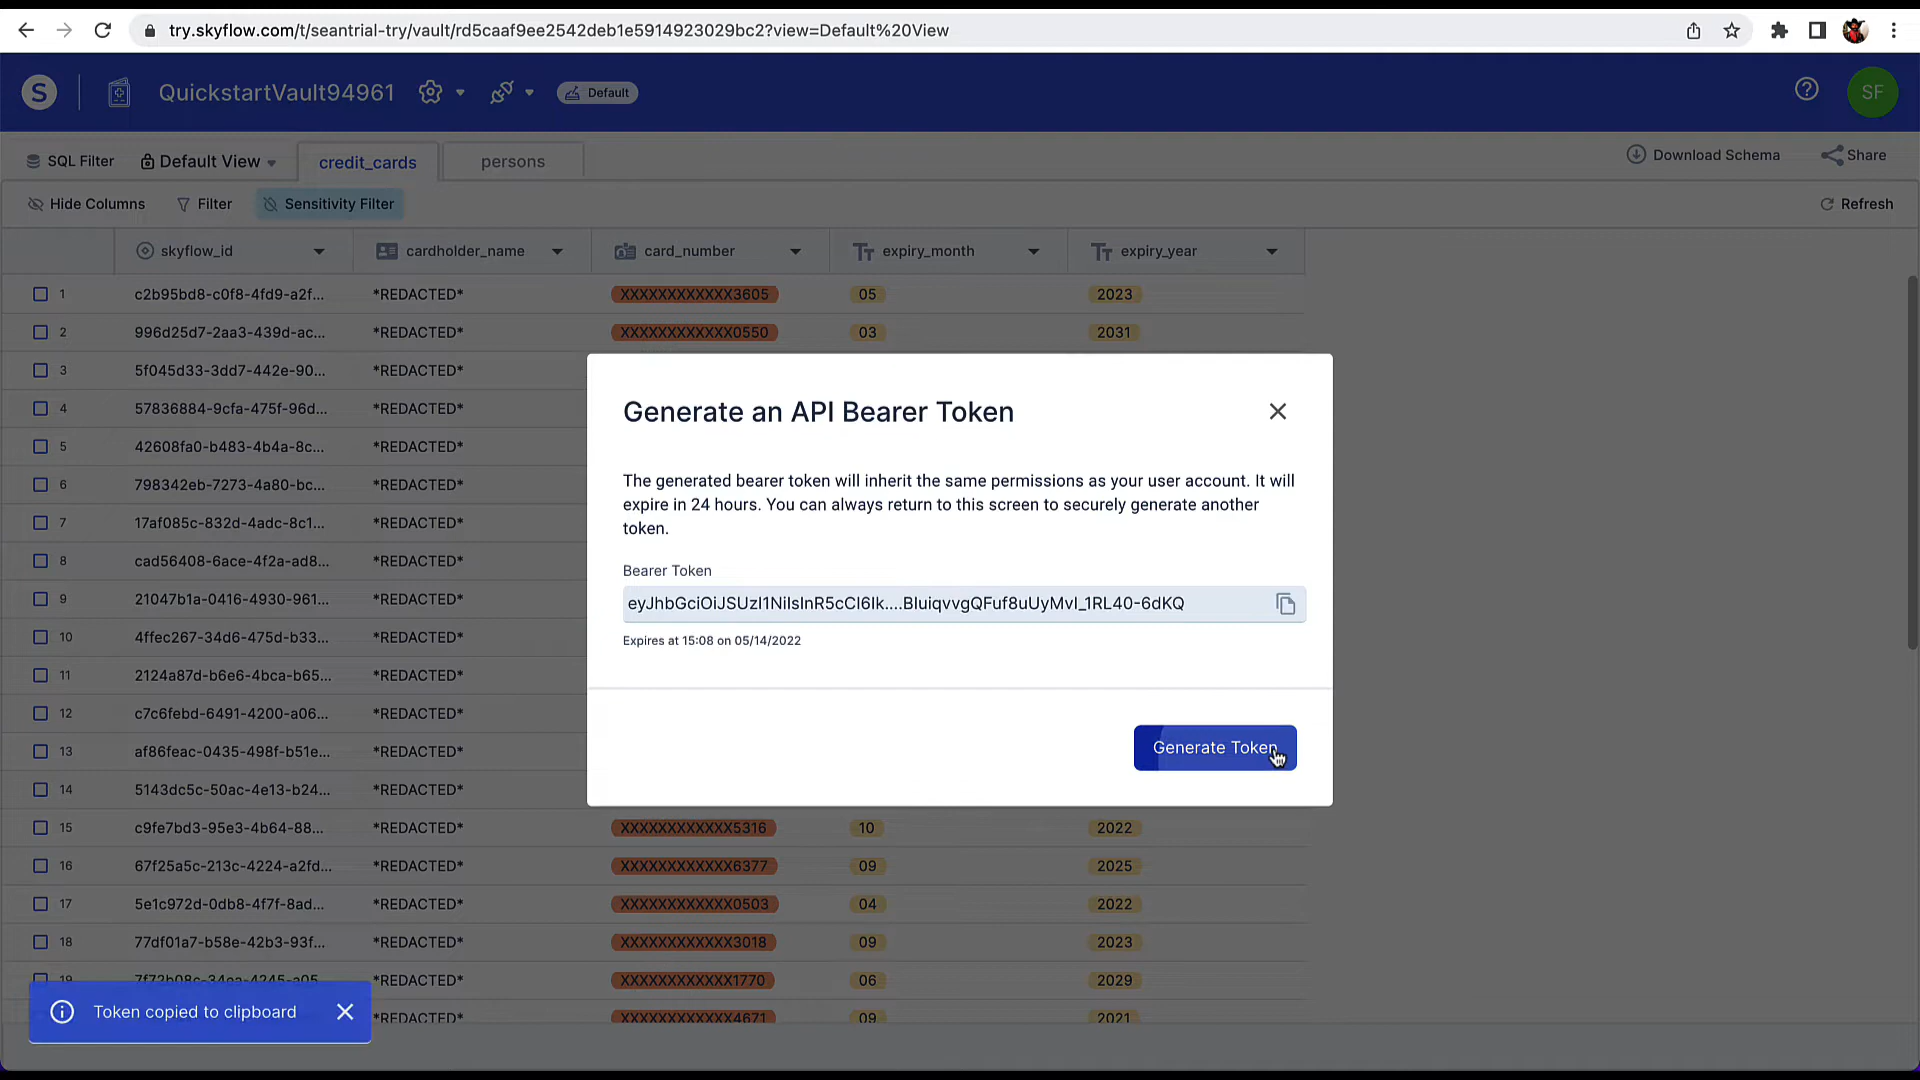 try.skyflow.com/t/seantrial-try/vault/rd5caaf9ee2542deb1e5914923029bc2?view=Default%20View
S QuickstartVault94961 Default SF
SQL Filter Default View credit_cards persons Download Schema Share
Hide Columns Filter Sensitivity Filter Refresh
skyflow_id cardholder_name card_number expiry_month expiry_year
1 c2b95bd8-c0f8-4fd9-a2f... *REDACTED* XXXXXXXXXXXX3605 05 2023
2 996d25d7-2aa3-439d-ac... *REDACTED* XXXXXXXXXXXX0550 03 2031
3 5f045d33-3dd7-442e-90... *REDACTED*
4 57836884-9cfa-475f-96d... *REDACTED*
5 42608fa0-b483-4b4a-8c... *REDACTED*
6 798342eb-7273-4a80-bc... *REDACTED*
7 17af085c-832d-4adc-8c1... *REDACTED*
8 cad56408-6ace-4f2a-ad8... *REDACTED*
9 21047b1a-0416-4930-961... *REDACTED*
10 4ffec267-34d6-475d-b33... *REDACTED*
11 2124a87d-b6e6-4bca-b65... *REDACTED*
12 c7c6febd-6491-4200-a06... *REDACTED*
13 af86feac-0435-498f-b51e... *REDACTED*
14 5143dc5c-50ac-4e13-b24... *REDACTED*
15 c9fe7bd3-95e3-4b64-88... *REDACTED* XXXXXXXXXXXX5316 10 2022
16 67f25a5c-213c-4224-a2fd... *REDACTED* XXXXXXXXXXXX6377 09 2025
17 5e1c972d-0db8-4f7f-8ad... *REDACTED* XXXXXXXXXXXX0503 04 2022
18 77df01a7-b58e-42b3-93f... *REDACTED* XXXXXXXXXXXX3018 09 2023
19 7f72b08c-34ea-4245-a05 *REDACTED* XXXXXXXXXXXX1770 06 2029
*REDACTED* XXXXXXXXXXXX4671 09 2021
Generate an API Bearer Token
The generated bearer token will inherit the same permissions as your user account. It will
expire in 24 hours. You can always return to this screen to securely generate another
token.
Bearer Token
eyJhbGciOiJSUzI1NiIsInR5cCI6Ik....BluiqvvgQFuf8uUyMvI_1RL40-6dKQ
Expires at 15:08 on 05/14/2022
Generate Token
Token copied to clipboard